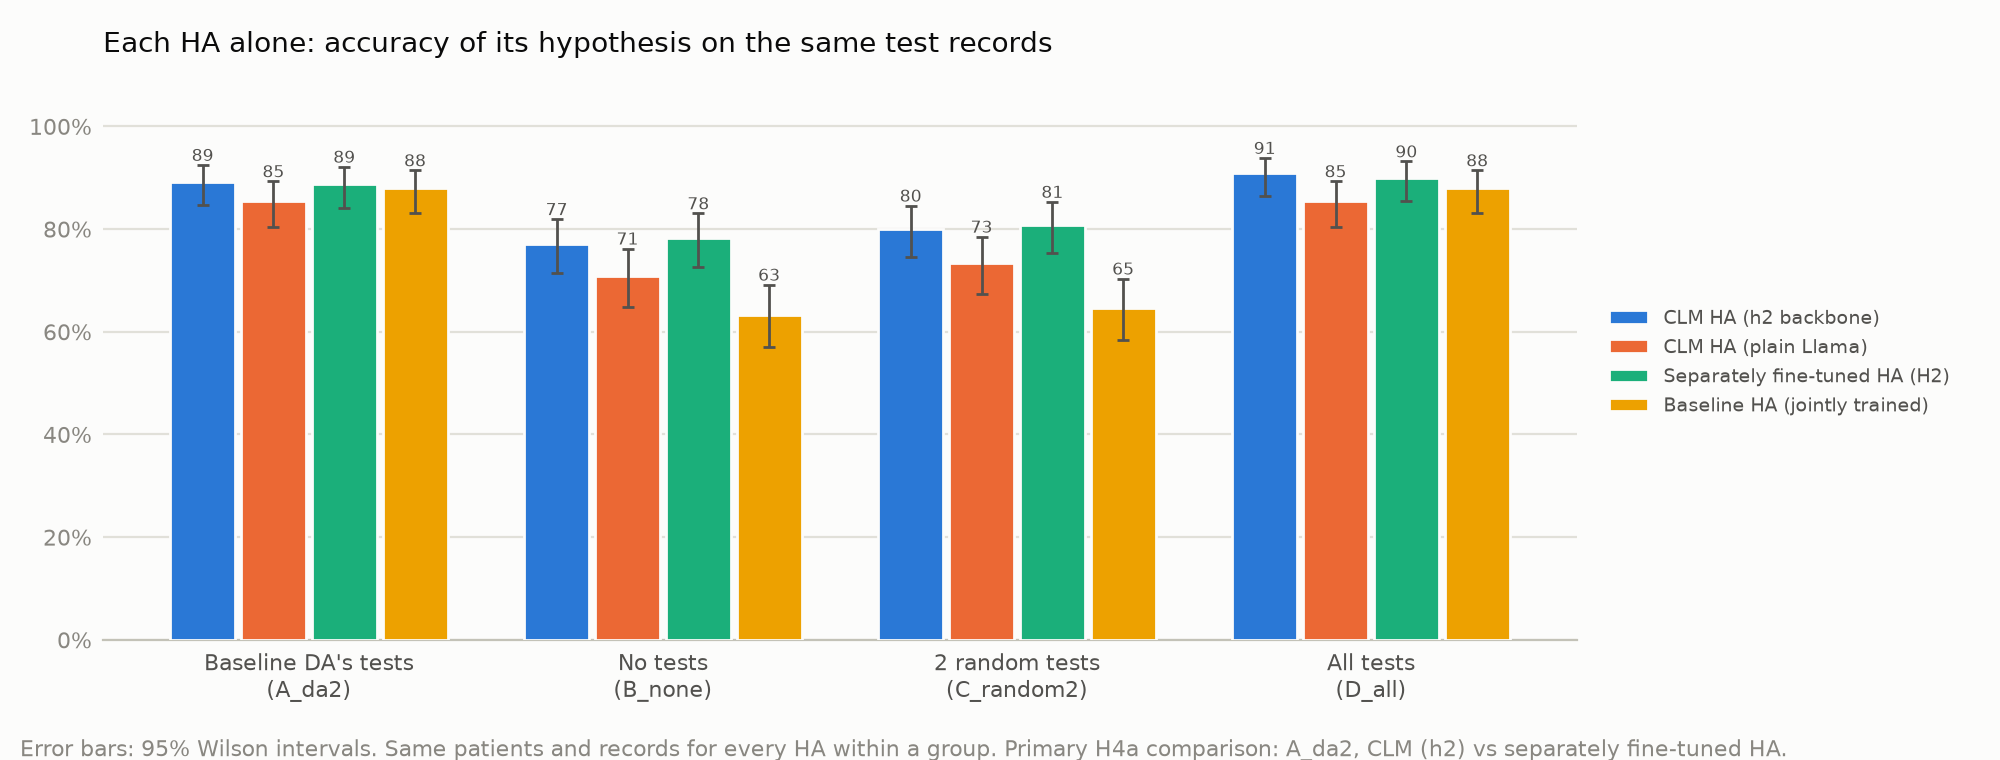 Each HA alone: accuracy of its hypothesis on the same test records
100%
80%
60%
40%
20%
0%
89
85
89
88
77
71
78
63
80
73
81
65
91
85
90
88
Baseline DA's tests
(A_da2)
No tests
(B_none)
2 random tests
(C_random2)
All tests
(D_all)
CLM HA (h2 backbone)
CLM HA (plain Llama)
Separately fine-tuned HA (H2)
Baseline HA (jointly trained)
Error bars: 95% Wilson intervals. Same patients and records for every HA within a group. Primary H4a comparison: A_da2, CLM (h2) vs separately fine-tuned HA.